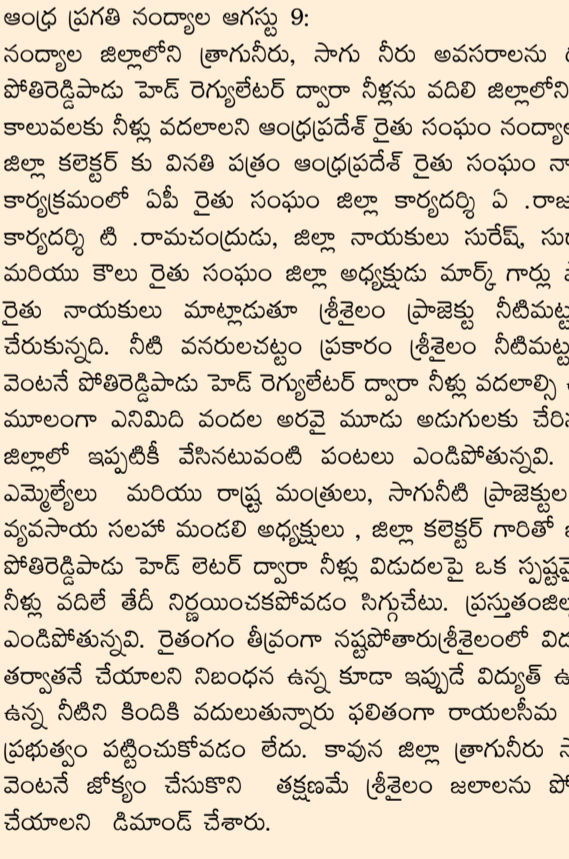 ఆంధ్ర ప్రగతి నంద్యాల ఆగస్టు 9:
నంద్యాల జిల్లాలోని త్రాగునీరు, సాగు నీరు అవసరాలను
పోతిరెడ్డిపాడు హెడ్ రెగ్యులేటర్ ద్వారా నీళ్లను వదిలి జిల్లాలోని
కాలువలకు నీళ్లు వదలాలని ఆంధ్రప్రదేశ్ రైతు సంఘం నంద్యాల
జిల్లా కలెక్టర్ కు వినతి పత్రం ఆంధ్రప్రదేశ్ రైతు సంఘం
కార్యక్రమంలో ఏపీ రైతు సంఘం జిల్లా కార్యదర్శి ఏ .రాజ
కార్యదర్శి టి .రామచంద్రుడు, జిల్లా నాయకులు సురేష్,
మరియు కౌలు రైతు సంఘం జిల్లా అధ్యక్షుడు మార్క్ గార్లు
రైతు నాయకులు మాట్లాడుతూ శ్రీశైలం ప్రాజెక్టు నీటిమట్ట
చేరుకున్నది. నీటి వనరులచట్టం ప్రకారం శ్రీశైలం నీటిమట్ట
వెంటనే పోతిరెడ్డిపాడు హెడ్ రెగ్యులేటర్ ద్వారా నీళ్లు వదలాల్సి
మూలంగా ఎనిమిది వందల అరవై మూడు అడుగులకు
జిల్లాలో ఇప్పటికీ వేసినటువంటి పంటలు ఎండిపోతున్నవి.
ఎమ్మెల్యేలు మరియు రాష్ట్ర మంత్రులు, సాగునీటి ప్రాజెక్టుల
వ్యవసాయ సలహా మండలి అధ్యక్షులు , జిల్లా కలెక్టర్ గారితో
పోతిరెడ్డిపాడు హెడ్ లెటర్ ద్వారా నీళ్లు విడుదలపై ఒక స్పష్టమై
నీళ్లు వదిలే తేదీ నిర్ణయించకపోవడం సిగ్గుచేటు. ప్రస్తుతంజిల్ల
ఎండిపోతున్నవి. రైతంగం తీవ్రంగా నష్టపోతారుశ్రీశైలంలో విద
తర్వాతనే చేయాలని నిబంధన ఉన్న కూడా ఇప్పుడే విద్యుత్
ఉన్న నీటిని కిందికి వదులుతున్నారు ఫలితంగా రాయలసీమ
ప్రభుత్వం పట్టించుకోవడం లేదు. కావున జిల్లా త్రాగునీరు
వెంటనే జోక్యం చేసుకొని తక్షణమే శ్రీశైలం జలాలను
చేయాలని డిమాండ్ చేశారు.